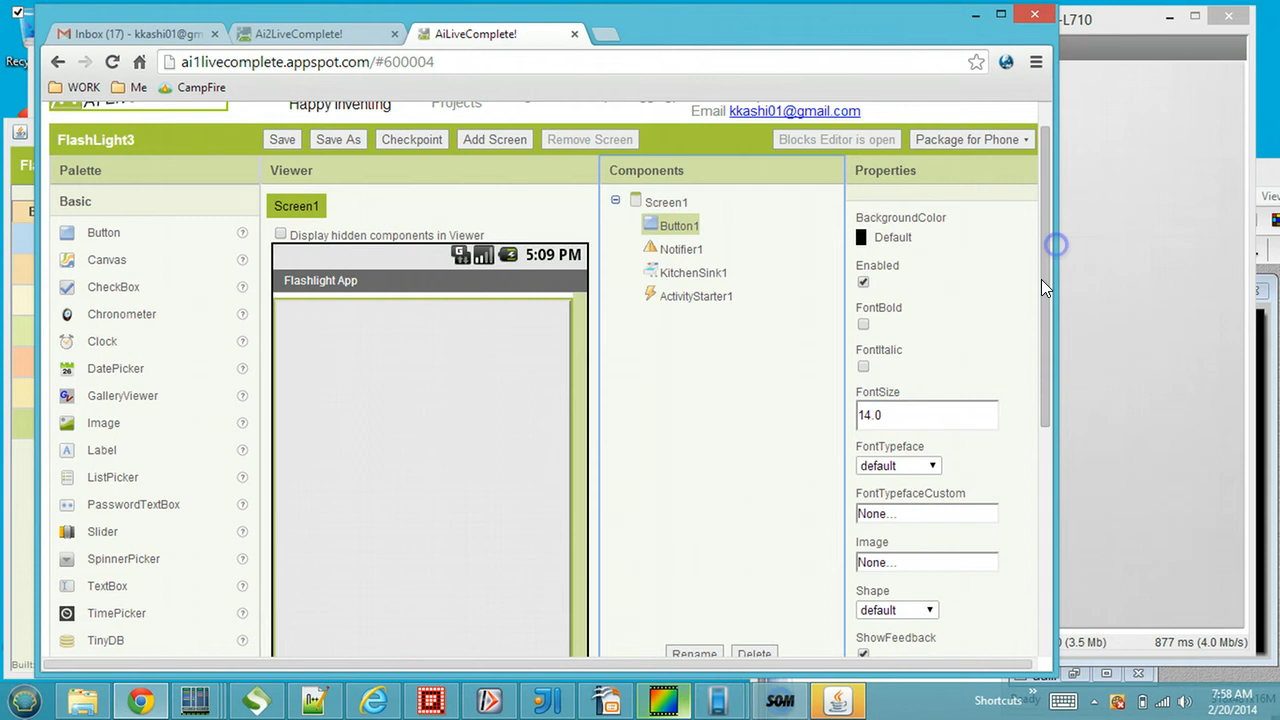 -L710
Inbox (17) - kkashi01@gm
Ai2LiveComplete!
AiLiveComplete!
ai1livecomplete.appspot.com/#600004
WORK
Me
CampFire
Happy Inventing
Projects
Email kkashi01@gmail.com
FlashLight3
Save
Save As
Checkpoint
Add Screen
Remove Screen
Blocks Editor is open
Package for Phone
Palette
Viewer
Components
Properties
Basic
Button
Canvas
CheckBox
Chronometer
Clock
DatePicker
GalleryViewer
Image
Label
ListPicker
PasswordTextBox
Slider
SpinnerPicker
TextBox
TimePicker
TinyDB
Screen1
Display hidden components in Viewer
5:09 PM
Flashlight App
Screen1
Button1
Notifier1
KitchenSink1
ActivityStarter1
Rename
Delete
BackgroundColor
Default
Enabled
FontBold
FontItalic
FontSize
14.0
FontTypeface
default
FontTypefaceCustom
None...
Image
None...
Shape
default
ShowFeedback
(3.5 Mb)
877 ms (4.0 Mb/s)
Built:
Shortcuts
SOM
7:58 AM
2/20/2014